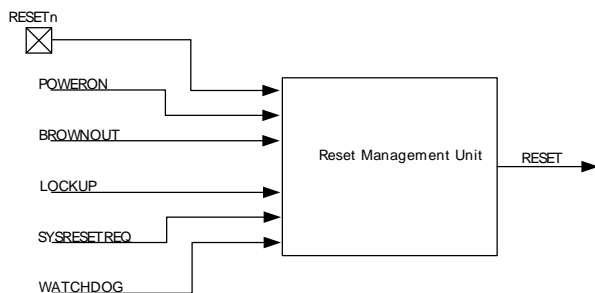 RESETn
POWERON
BROWNOUT
Reset Management Unit
RESET
LOCKUP
SYSRESETREQ
WATCHDOG